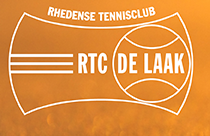 RHEDENSE TENNISCLUB
RTC DE LAAK